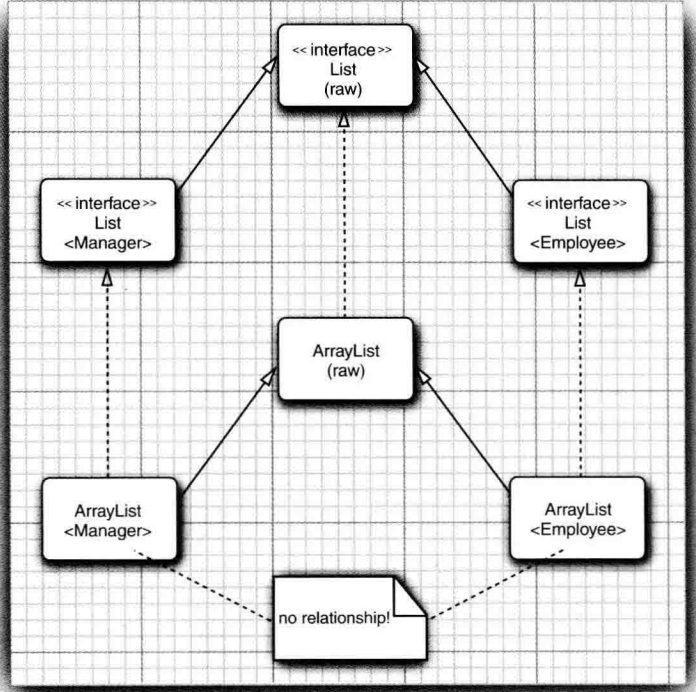 << interface >>
List
(raw)
<< interface >>
List
<Manager>
<< interface >>
List
<Employee>
ArrayList
(raw)
ArrayList
<Manager>
ArrayList
<Employee>
no relationship!